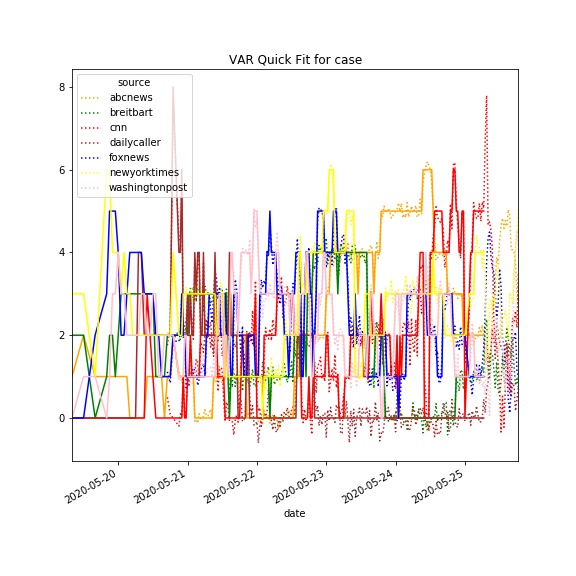 VAR Quick Fit for case
8
6
4
2
0
source
abcnews
breitbart
cnn
dailycaller
foxnews
newyorktimes
washingtonpost
2020-05-20
2020-05-21
2020-05-22
2020-05-23
2020-05-24
2020-05-25
date